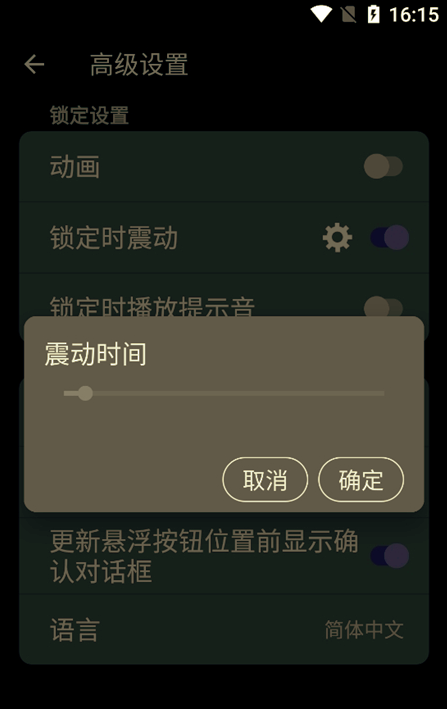 16:15
高级设置
锁定设置
动画
锁定时震动
锁定时播放提示音
震动时间
取消
确定
更新悬浮按钮位置前显示确
认对话框
语言
简体中文